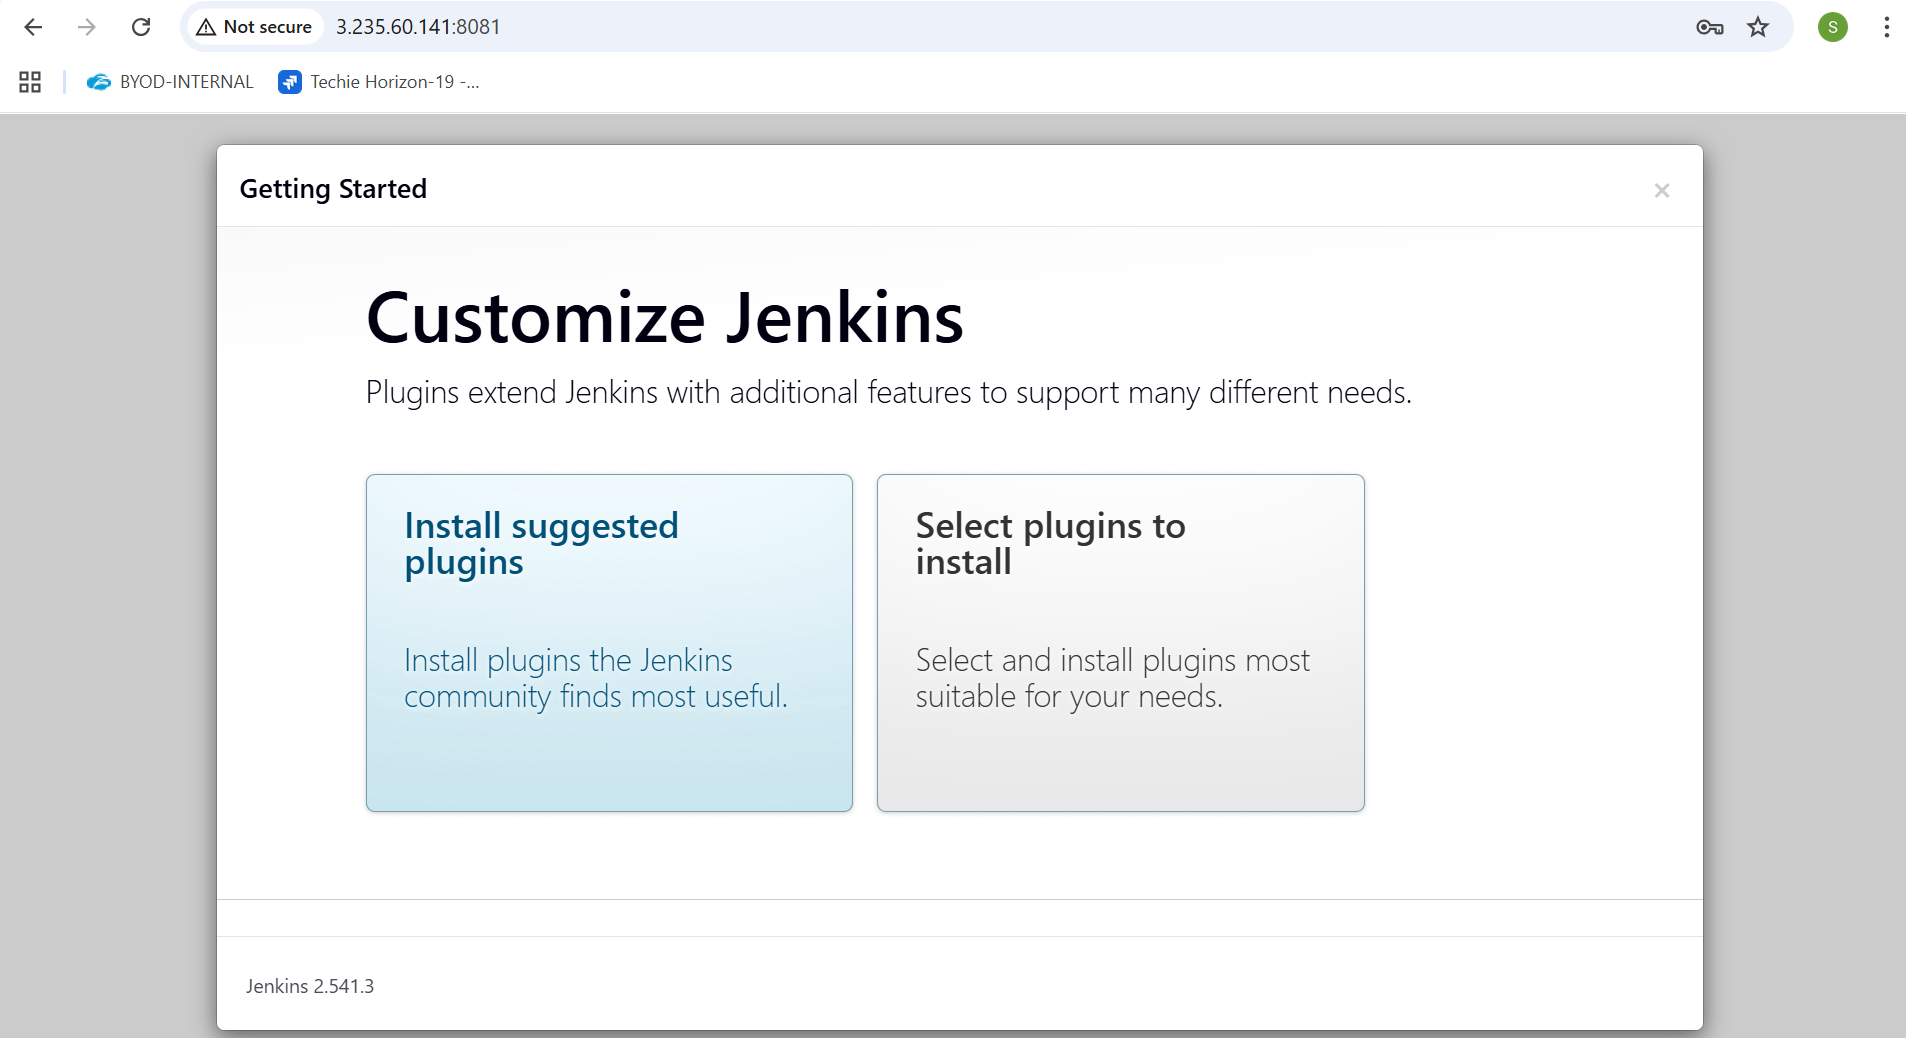 Not secure 3.235.60.141:8081
S
BYOD-INTERNAL
Techie Horizon-19 -...
Getting Started
×
Customize Jenkins
Plugins extend Jenkins with additional features to support many different needs.
Install suggested
plugins
Install plugins the Jenkins
community finds most useful.
Select plugins to
install
Select and install plugins most
suitable for your needs.
Jenkins 2.541.3